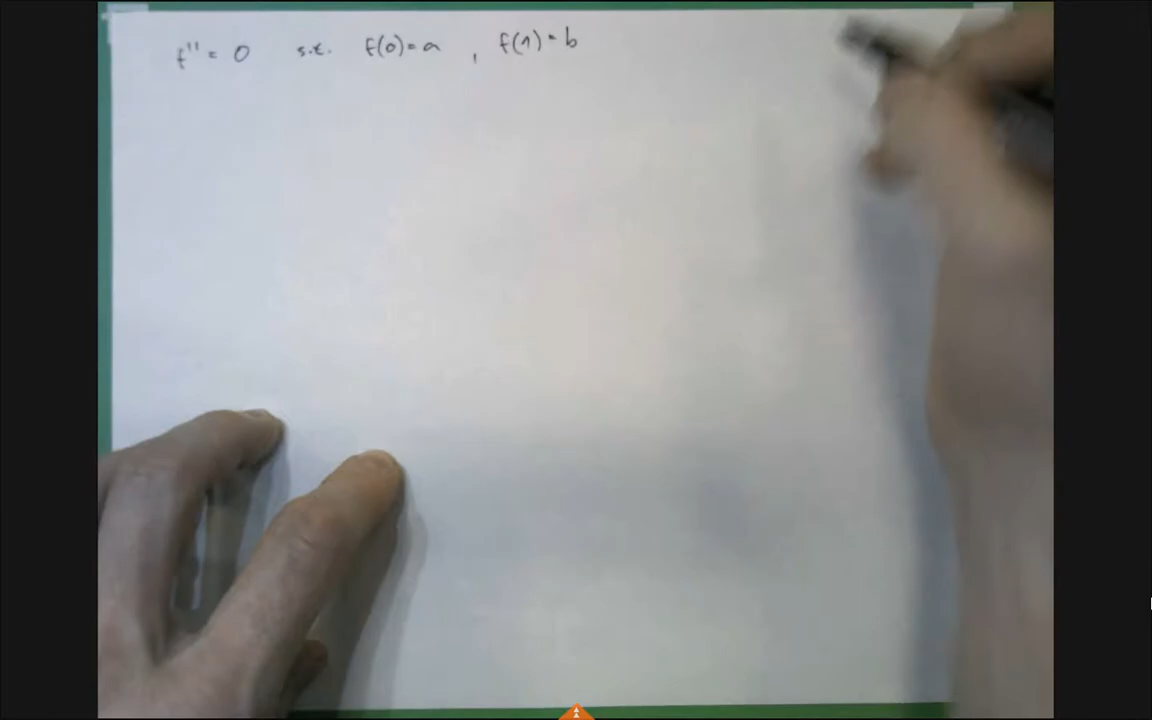 f'' = 0 s.t. f(0)=a , f(1)=b